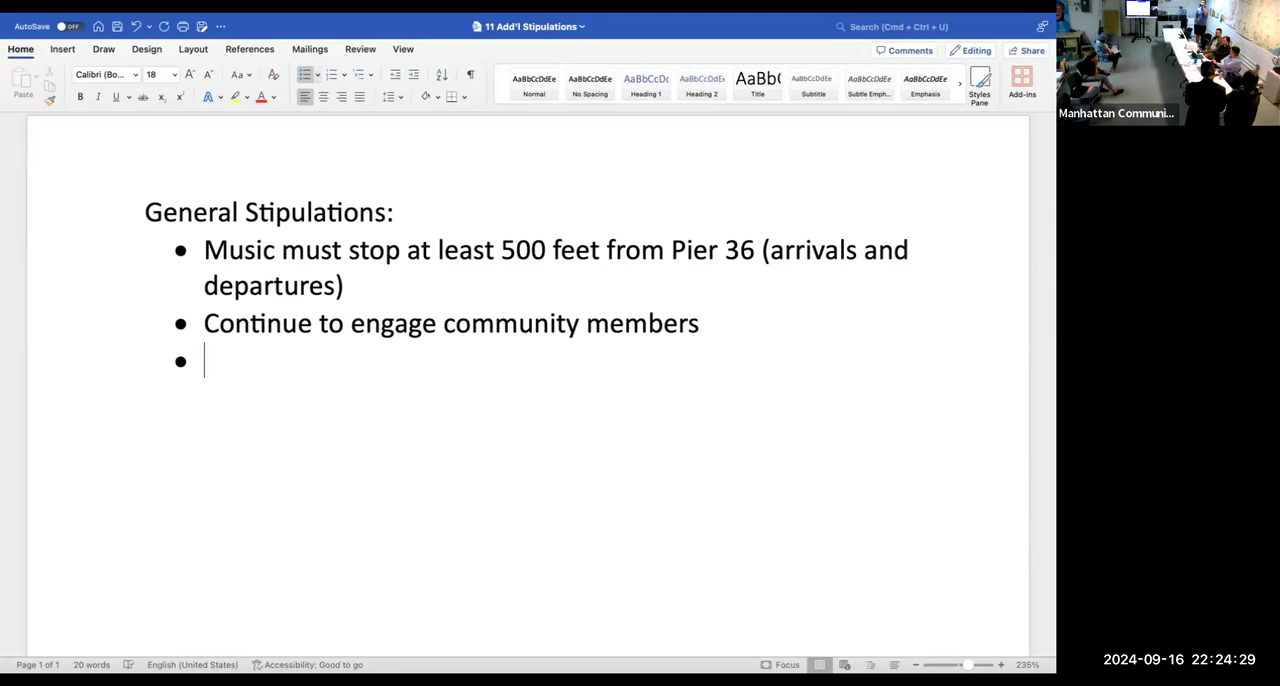 AutoSave OFF
11 Add'l Stipulations
Search (Cmd + Ctrl + U)
Home Insert Draw Design Layout References Mailings Review View
Comments Editing Share
Paste
Calibri (Bo... 18
AaBbCcDdEe Normal
AaBbCcDdEe No Spacing
AaBbCcDc Heading 1
AaBbCcDdEe Heading 2
AaBb( Title
AaBbCcDdEe Subtitle
AaBbCcDdEe Subtle Emph...
AaBbCcDdEe Emphasis
Styles Pane
Add-ins
Manhattan Communi...
General Stipulations:
• Music must stop at least 500 feet from Pier 36 (arrivals and
departures)
• Continue to engage community members
•
Page 1 of 1 20 words English (United States) Accessibility: Good to go Focus 235%
2024-09-16 22:24:29